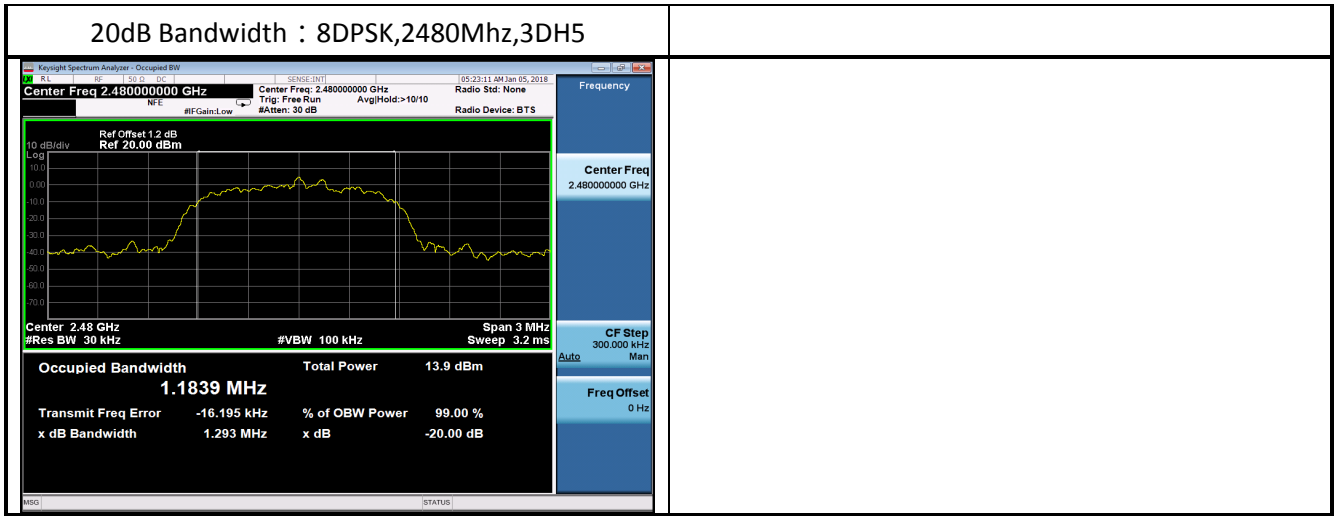 20dB Bandwidth：8DPSK,2480Mhz,3DH5
Keysight Spectrum Analyzer - Occupied BW
RL RF 50 Ω DC SENSE:INT 05:23:11 AM Jan 05, 2018
Center Freq 2.480000000 GHz
Center Freq: 2.480000000 GHz
Radio Std: None
NFE
Trig: Free Run Avg|Hold:>10/10
#IFGain:Low
#Atten: 30 dB
Radio Device: BTS
Frequency
Ref Offset 1.2 dB
10 dB/div Ref 20.00 dBm
Log
10.0
0.00
-10.0
-20.0
-30.0
-40.0
-50.0
-60.0
-70.0
Center 2.48 GHz Span 3 MHz
#Res BW 30 kHz #VBW 100 kHz Sweep 3.2 ms
Center Freq
2.480000000 GHz
CF Step
300.000 kHz
Auto Man
Freq Offset
0 Hz
Occupied Bandwidth Total Power 13.9 dBm
1.1839 MHz
Transmit Freq Error -16.195 kHz % of OBW Power 99.00 %
x dB Bandwidth 1.293 MHz x dB -20.00 dB
MSG STATUS